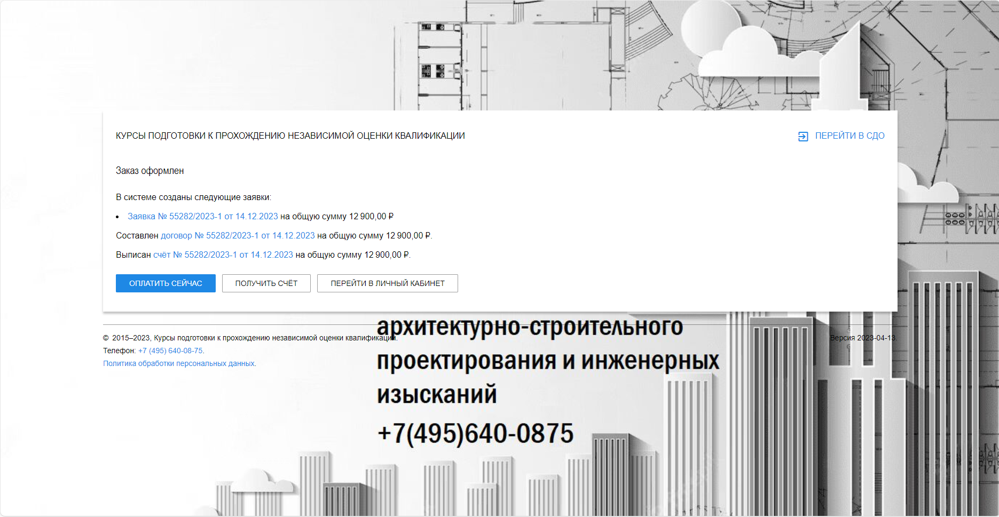 КУРСЫ ПОДГОТОВКИ К ПРОХОЖДЕНИЮ НЕЗАВИСИМОЙ ОЦЕНКИ КВАЛИФИКАЦИИ
ПЕРЕЙТИ В СДО
Заказ оформлен
В системе созданы следующие заявки:
• Заявка № 55282/2023-1 от 14.12.2023 на общую сумму 12 900,00 ₽
Составлен договор № 55282/2023-1 от 14.12.2023 на общую сумму 12 900,00 ₽.
Выписан счёт № 55282/2023-1 от 14.12.2023 на общую сумму 12 900,00 ₽.
ОПЛАТИТЬ СЕЙЧАС
ПОЛУЧИТЬ СЧЁТ
ПЕРЕЙТИ В ЛИЧНЫЙ КАБИНЕТ
архитектурно-строительного
проектирования и инженерных
изысканий
+7(495)640-0875
© 2015–2023, Курсы подготовки к прохождению независимой оценки квалификации.
Версия 2023-04-13.
Телефон: +7 (495) 640-08-75.
Политика обработки персональных данных.